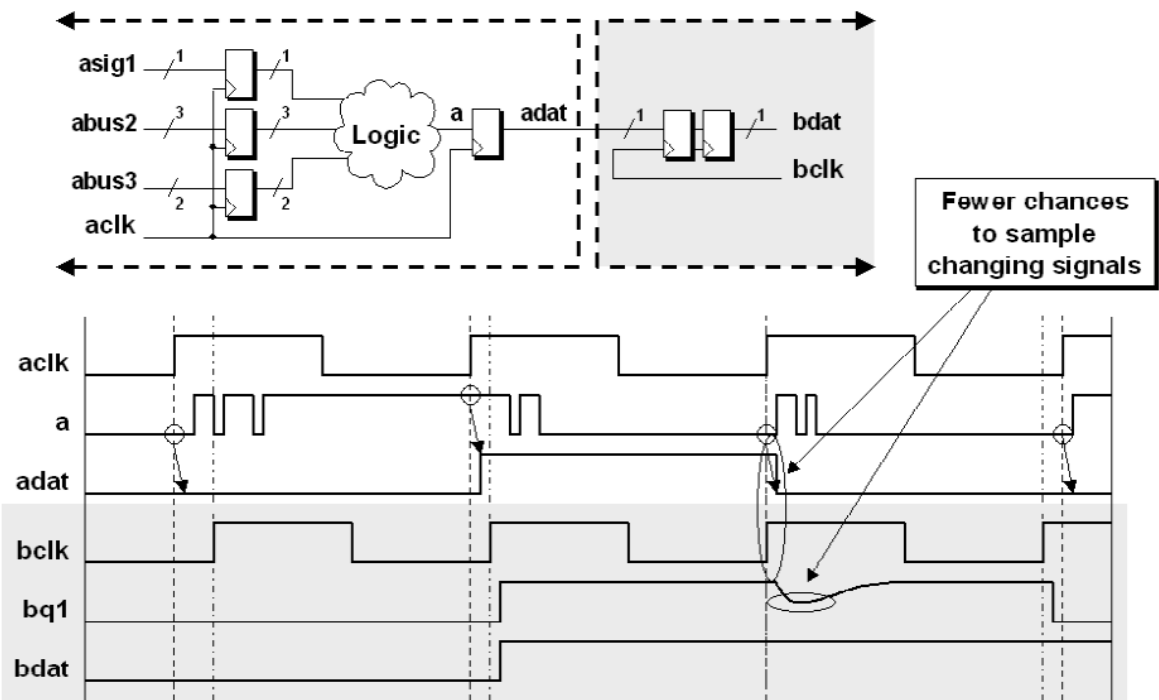 asig1
1
1
abus2
3
3
Logic
a
adat
1
1
bdat
abus3
2
2
bclk
aclk
Fewer chances
to sample
changing signals
aclk
a
adat
bclk
bq1
bdat